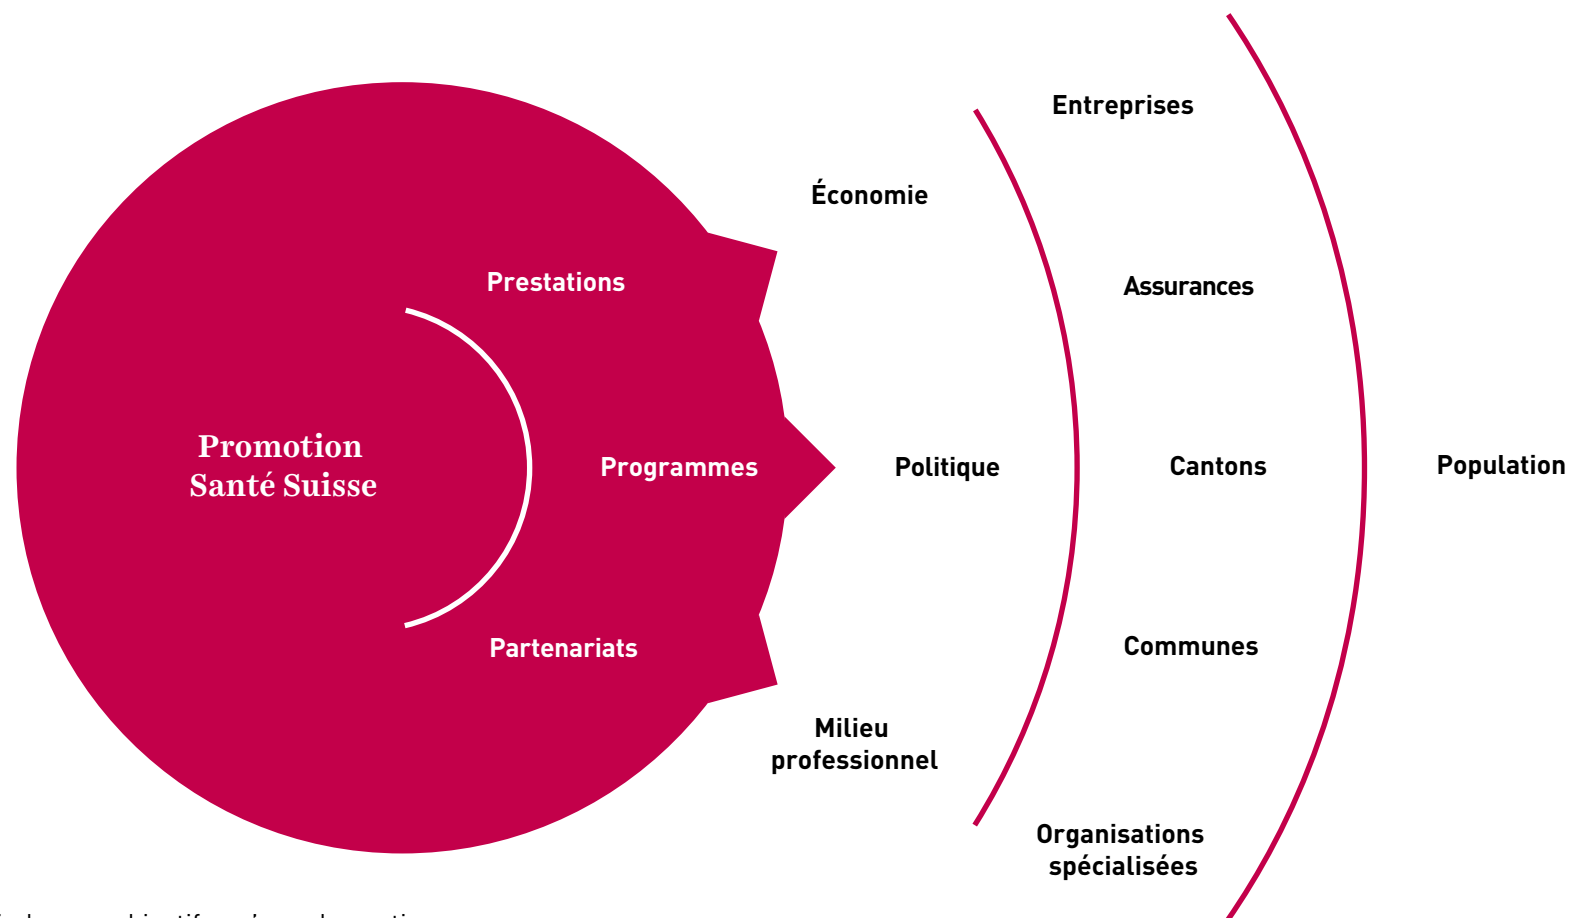 Entreprises
Économie
Prestations
Assurances
Promotion
Santé Suisse
Programmes
Politique
Cantons
Population
Partenariats
Communes
Milieu
professionnel
Organisations
spécialisées